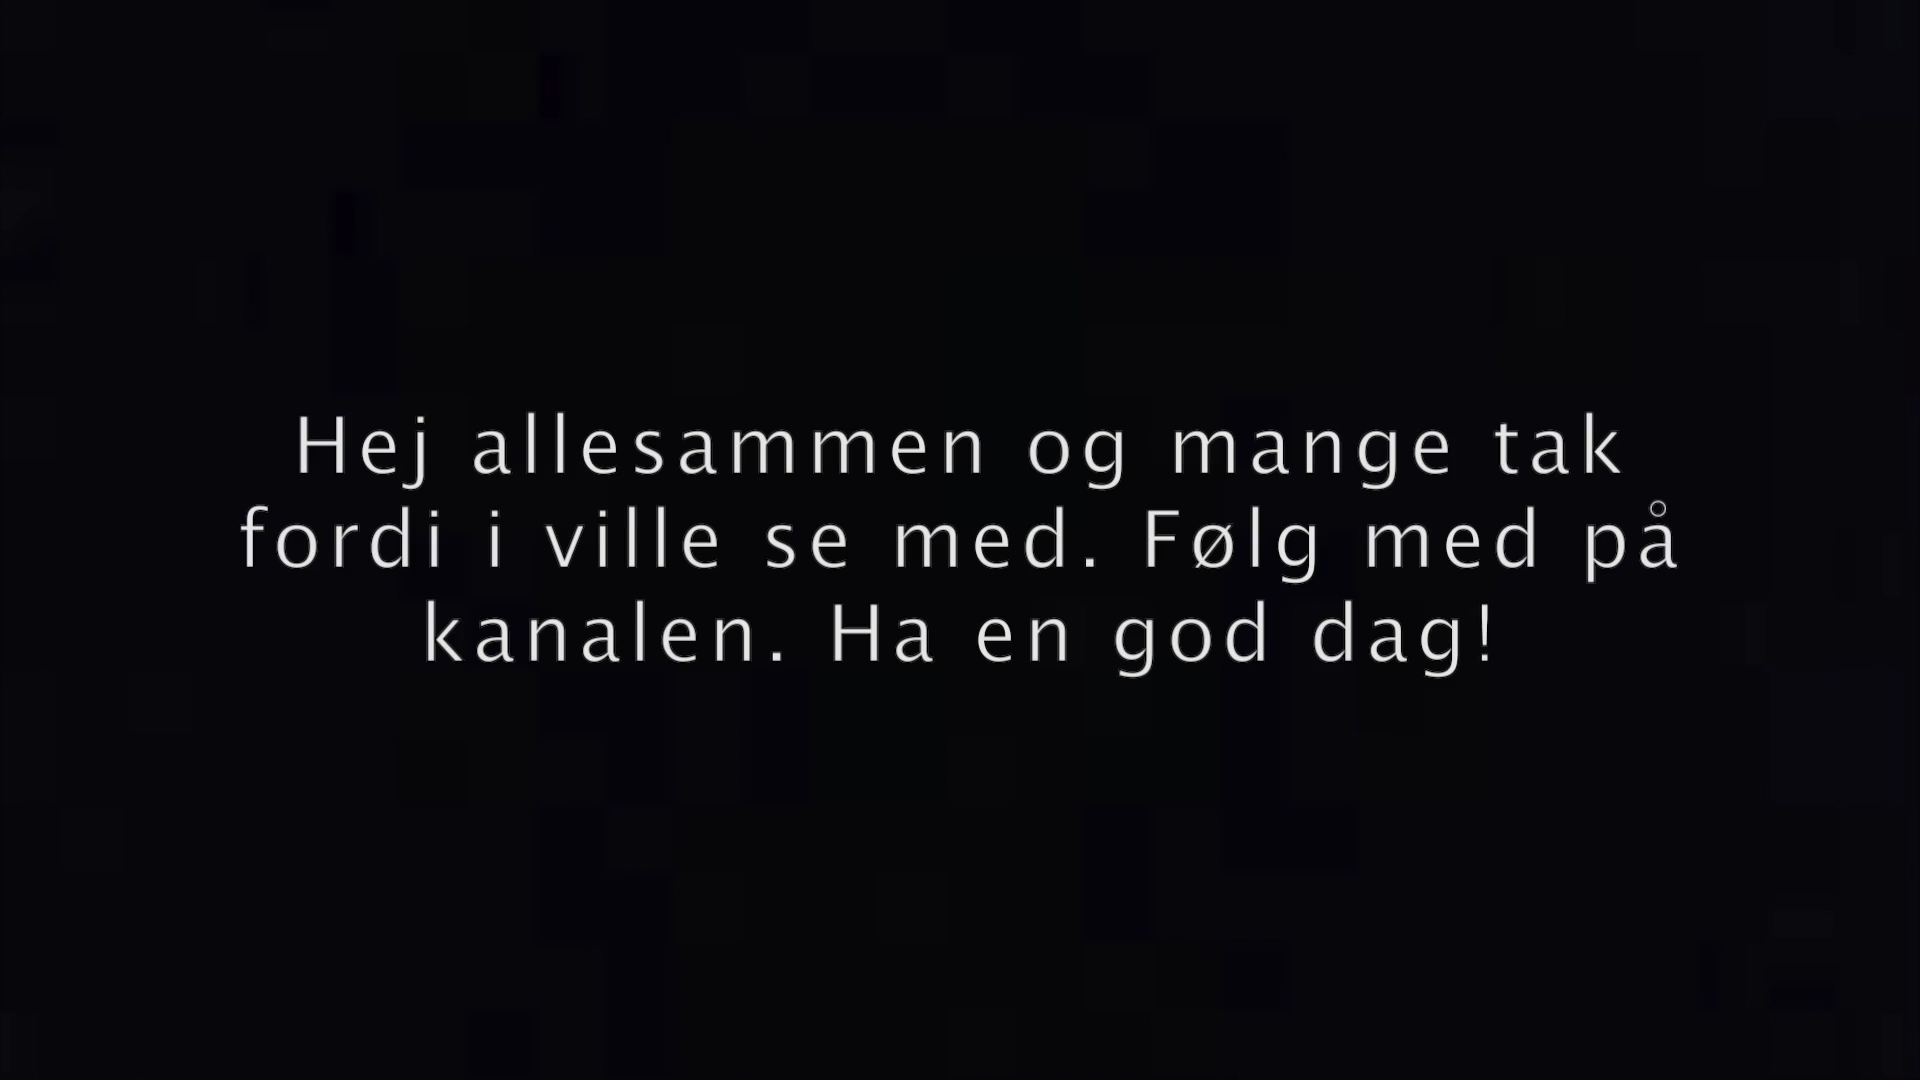 Hej allesammen og mange tak
fordi i ville se med. Følg med på
kanalen. Ha en god dag!